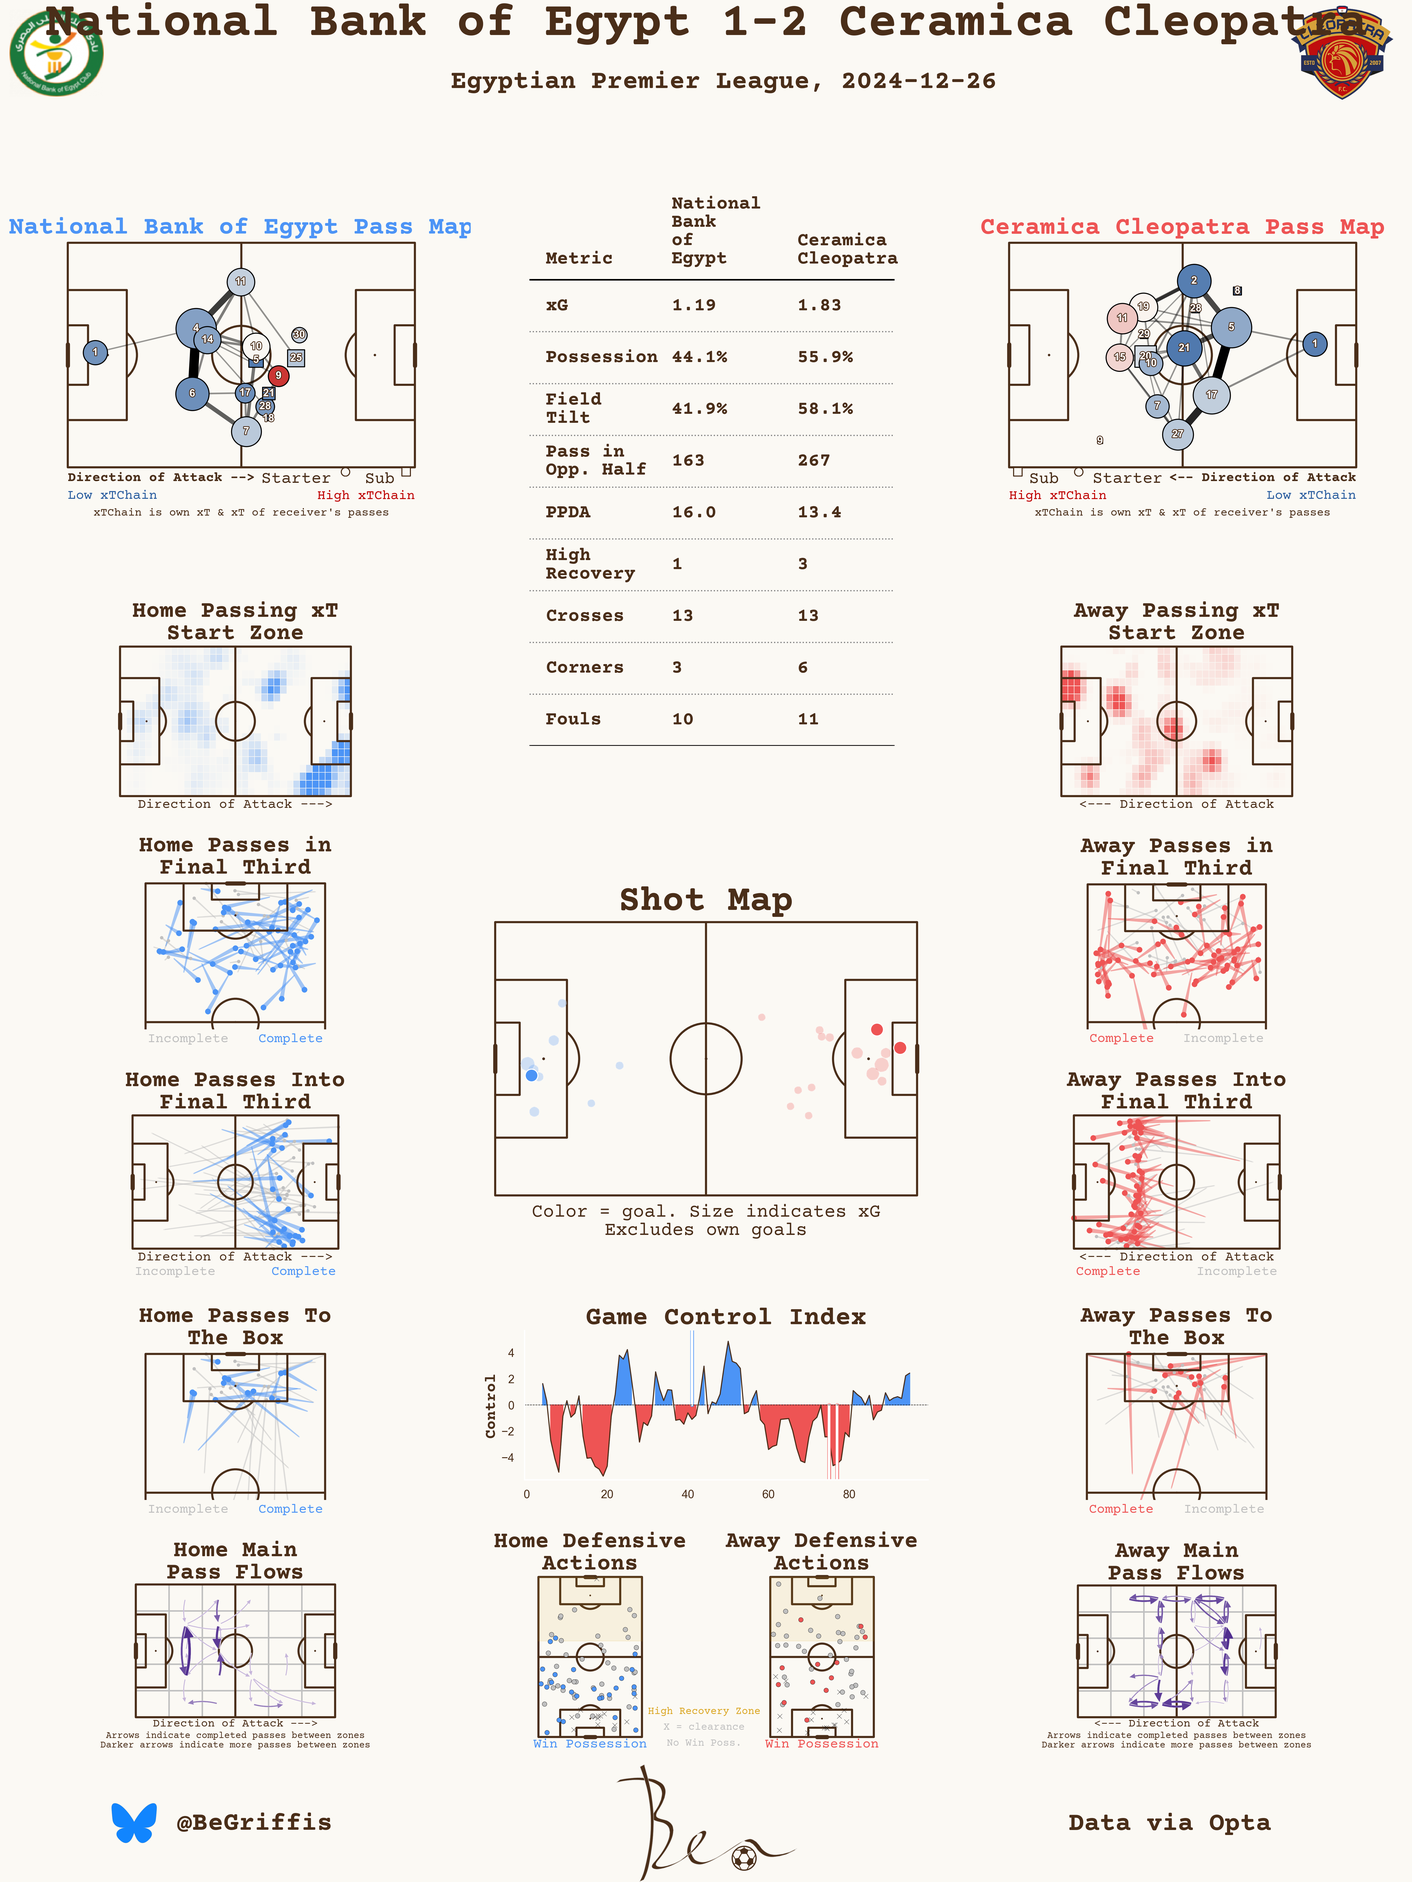 National Bank of Egypt 1-2 Ceramica Cleopatra
Egyptian Premier League, 2024-12-26
National Bank of Egypt Club
ESTD 2007
F.C.
National Bank of Egypt Pass Map
11
4
14
10
30
1
5
25
9
6
17
21
28
18
7
Direction of Attack --> Starter Sub
Low xTChain High xTChain
xTChain is own xT & xT of receiver's passes
Metric National Bank of Egypt Ceramica Cleopatra
xG 1.19 1.83
Possession 44.1% 55.9%
Field Tilt 41.9% 58.1%
Pass in Opp. Half 163 267
PPDA 16.0 13.4
High Recovery 1 3
Crosses 13 13
Corners 3 6
Fouls 10 11
Ceramica Cleopatra Pass Map
2
8
19
28
11
5
29
21
1
15
20
10
17
7
27
9
Sub Starter <-- Direction of Attack
High xTChain Low xTChain
xTChain is own xT & xT of receiver's passes
Home Passing xT
Start Zone
Direction of Attack --->
Away Passing xT
Start Zone
<--- Direction of Attack
Home Passes in
Final Third
Incomplete Complete
Away Passes in
Final Third
Complete Incomplete
Shot Map
Color = goal. Size indicates xG
Excludes own goals
Home Passes Into
Final Third
Direction of Attack --->
Incomplete Complete
Away Passes Into
Final Third
<--- Direction of Attack
Complete Incomplete
Home Passes To
The Box
Incomplete Complete
Game Control Index
Control
4
2
0
−2
−4
0 20 40 60 80
Away Passes To
The Box
Complete Incomplete
Home Main
Pass Flows
Direction of Attack --->
Arrows indicate completed passes between zones
Darker arrows indicate more passes between zones
Home Defensive
Actions
Win Possession
Away Defensive
Actions
Win Possession
High Recovery Zone
X = clearance
No Win Poss.
Away Main
Pass Flows
<--- Direction of Attack
Arrows indicate completed passes between zones
Darker arrows indicate more passes between zones
@BeGriffis
Ben
Data via Opta